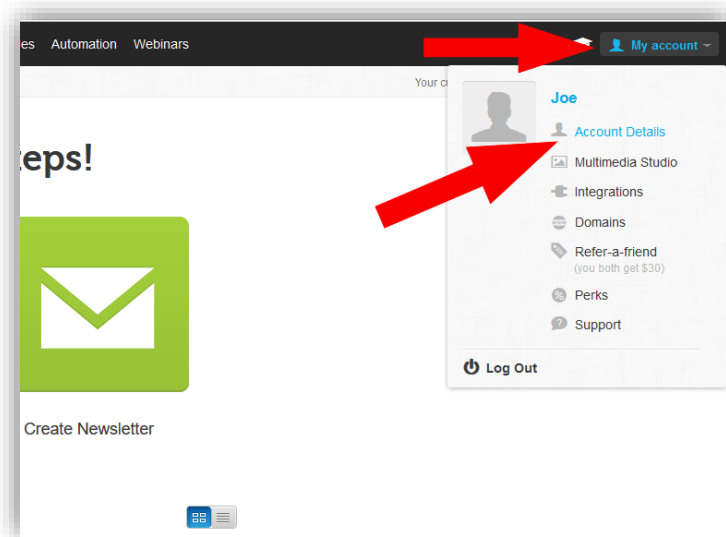 es Automation Webinars
My account
Your c
Joe
Account Details
Multimedia Studio
Integrations
Domains
Refer-a-friend
(you both get $30)
Perks
Support
Log Out
eps!
Create Newsletter